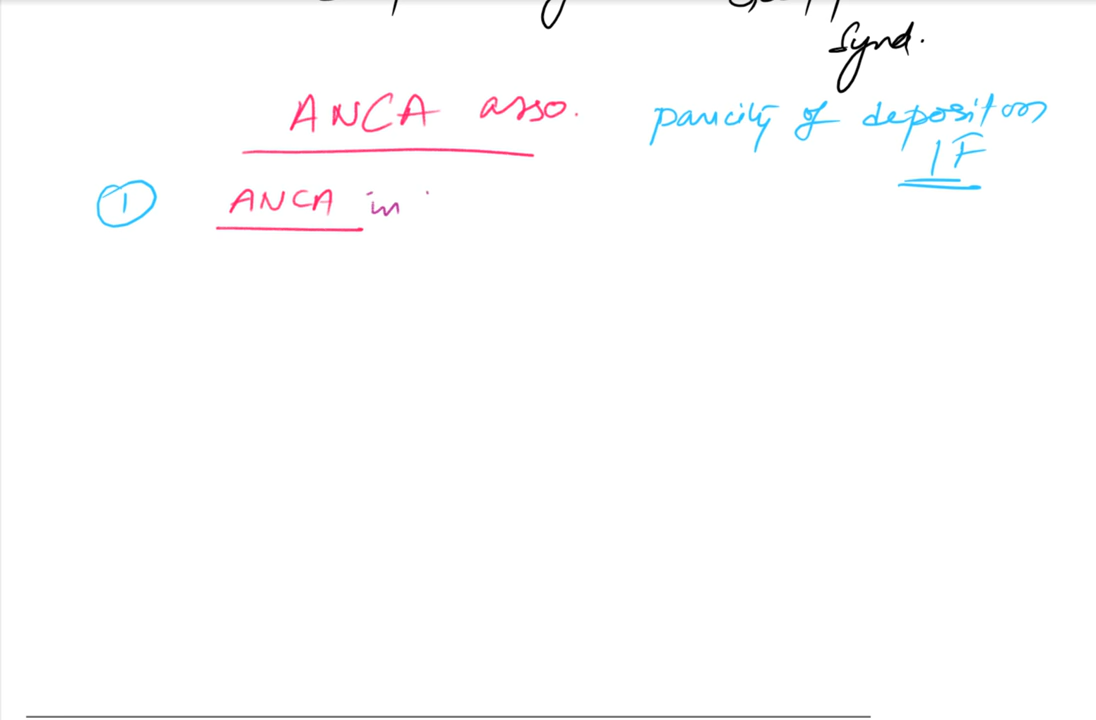 Synd.
ANCA asso. paucity of deposition
IF
① ANCA in